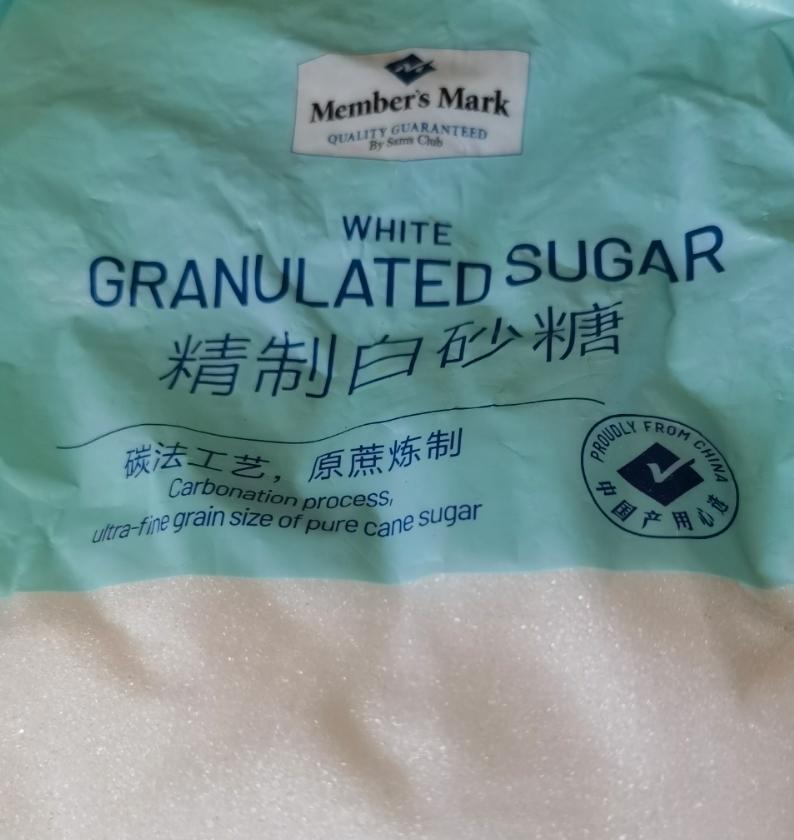 Member's Mark
QUALITY GUARANTEED
By Sam's Club
WHITE
GRANULATED SUGAR
精制白砂糖
碳法工艺，原蔗炼制
Carbonation process,
ultra-fine grain size of pure cane sugar
PROUDLY FROM CHINA
中国产用心选